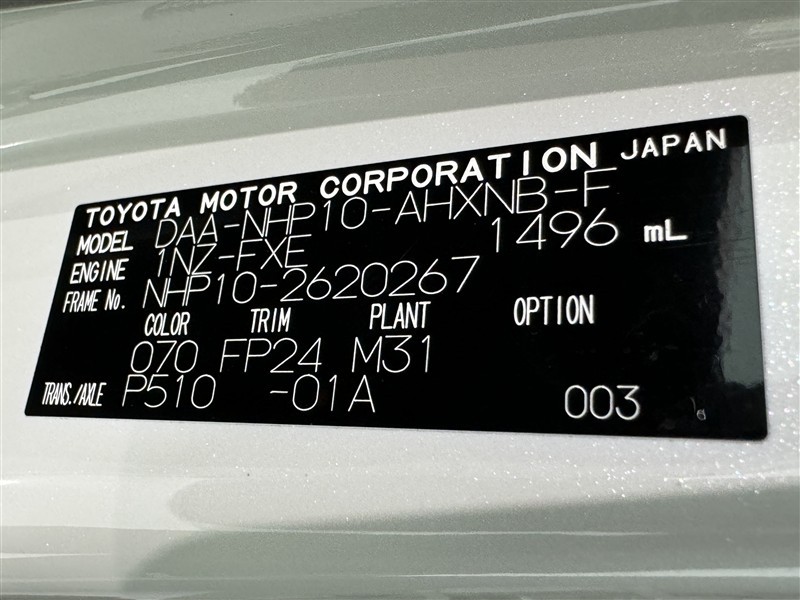 TOYOTA MOTOR CORPORATION JAPAN
MODEL DAA-NHP10-AHXNB-F
ENGINE 1NZ-FXE 1496 mL
FRAME No. NHP10-2620267
COLOR TRIM PLANT OPTION
070 FP24 M31
TRANS./AXLE P510 -01A 003